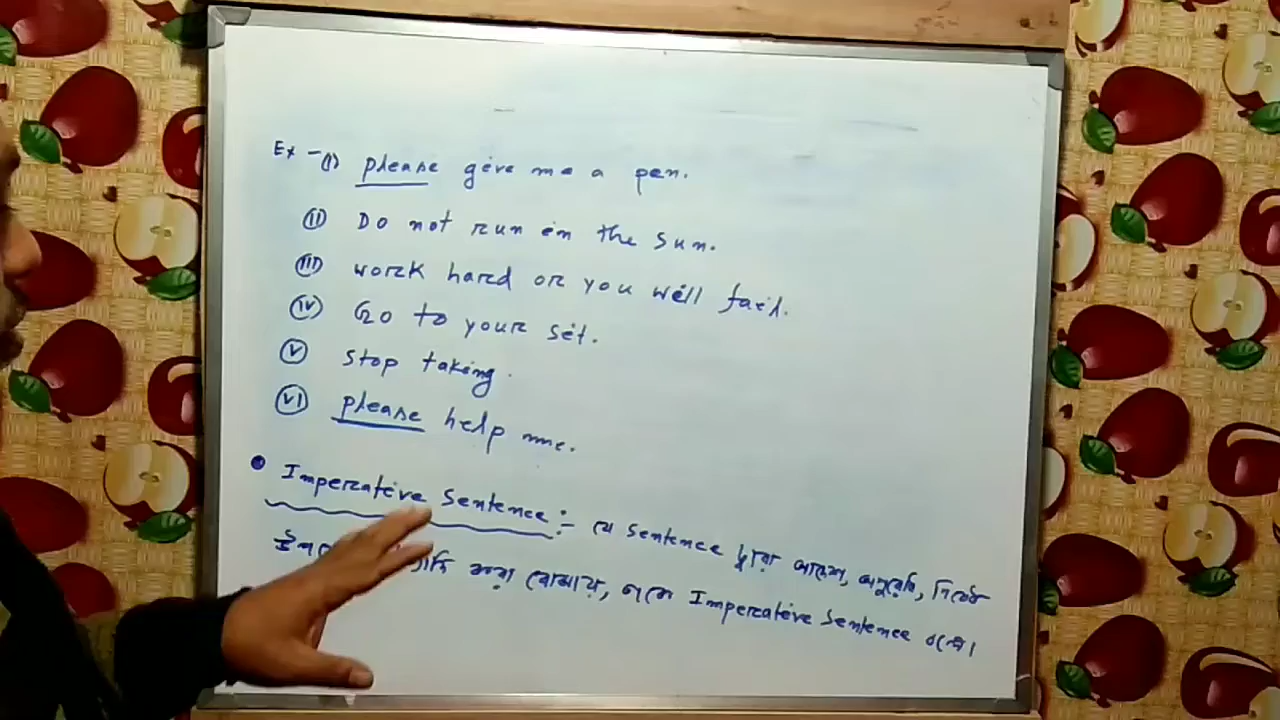 Ex -(i) please give me a pen.
(ii) Do not run in the sun.
(iii) work hard or you will fail.
(iv) Go to your set.
(v) stop taking.
(vi) please help me.
• Imperative Sentence :- যে sentence দ্বারা আদেশ, অনুরোধ, নিষেধ
করা বোঝায়, তাকে Imperative Sentence বলে।